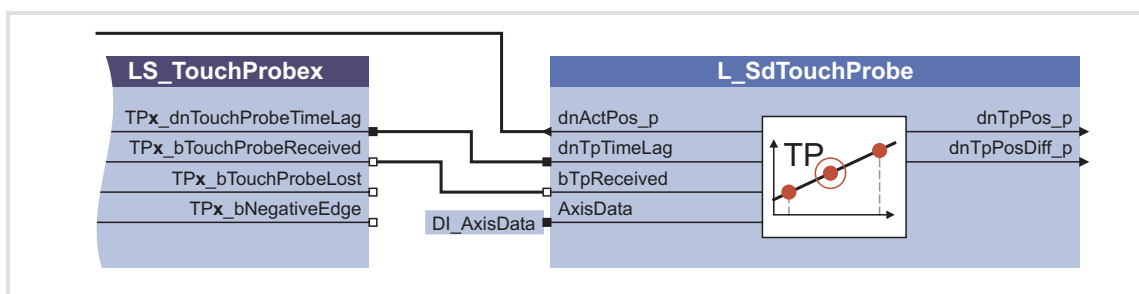 LS_TouchProbex
TPx_dnTouchProbeTimeLag
TPx_bTouchProbeReceived
TPx_bTouchProbeLost
TPx_bNegativeEdge
DI_AxisData
L_SdTouchProbe
dnActPos_p
dnTpTimeLag
bTpReceived
AxisData
TP
dnTpPos_p
dnTpPosDiff_p